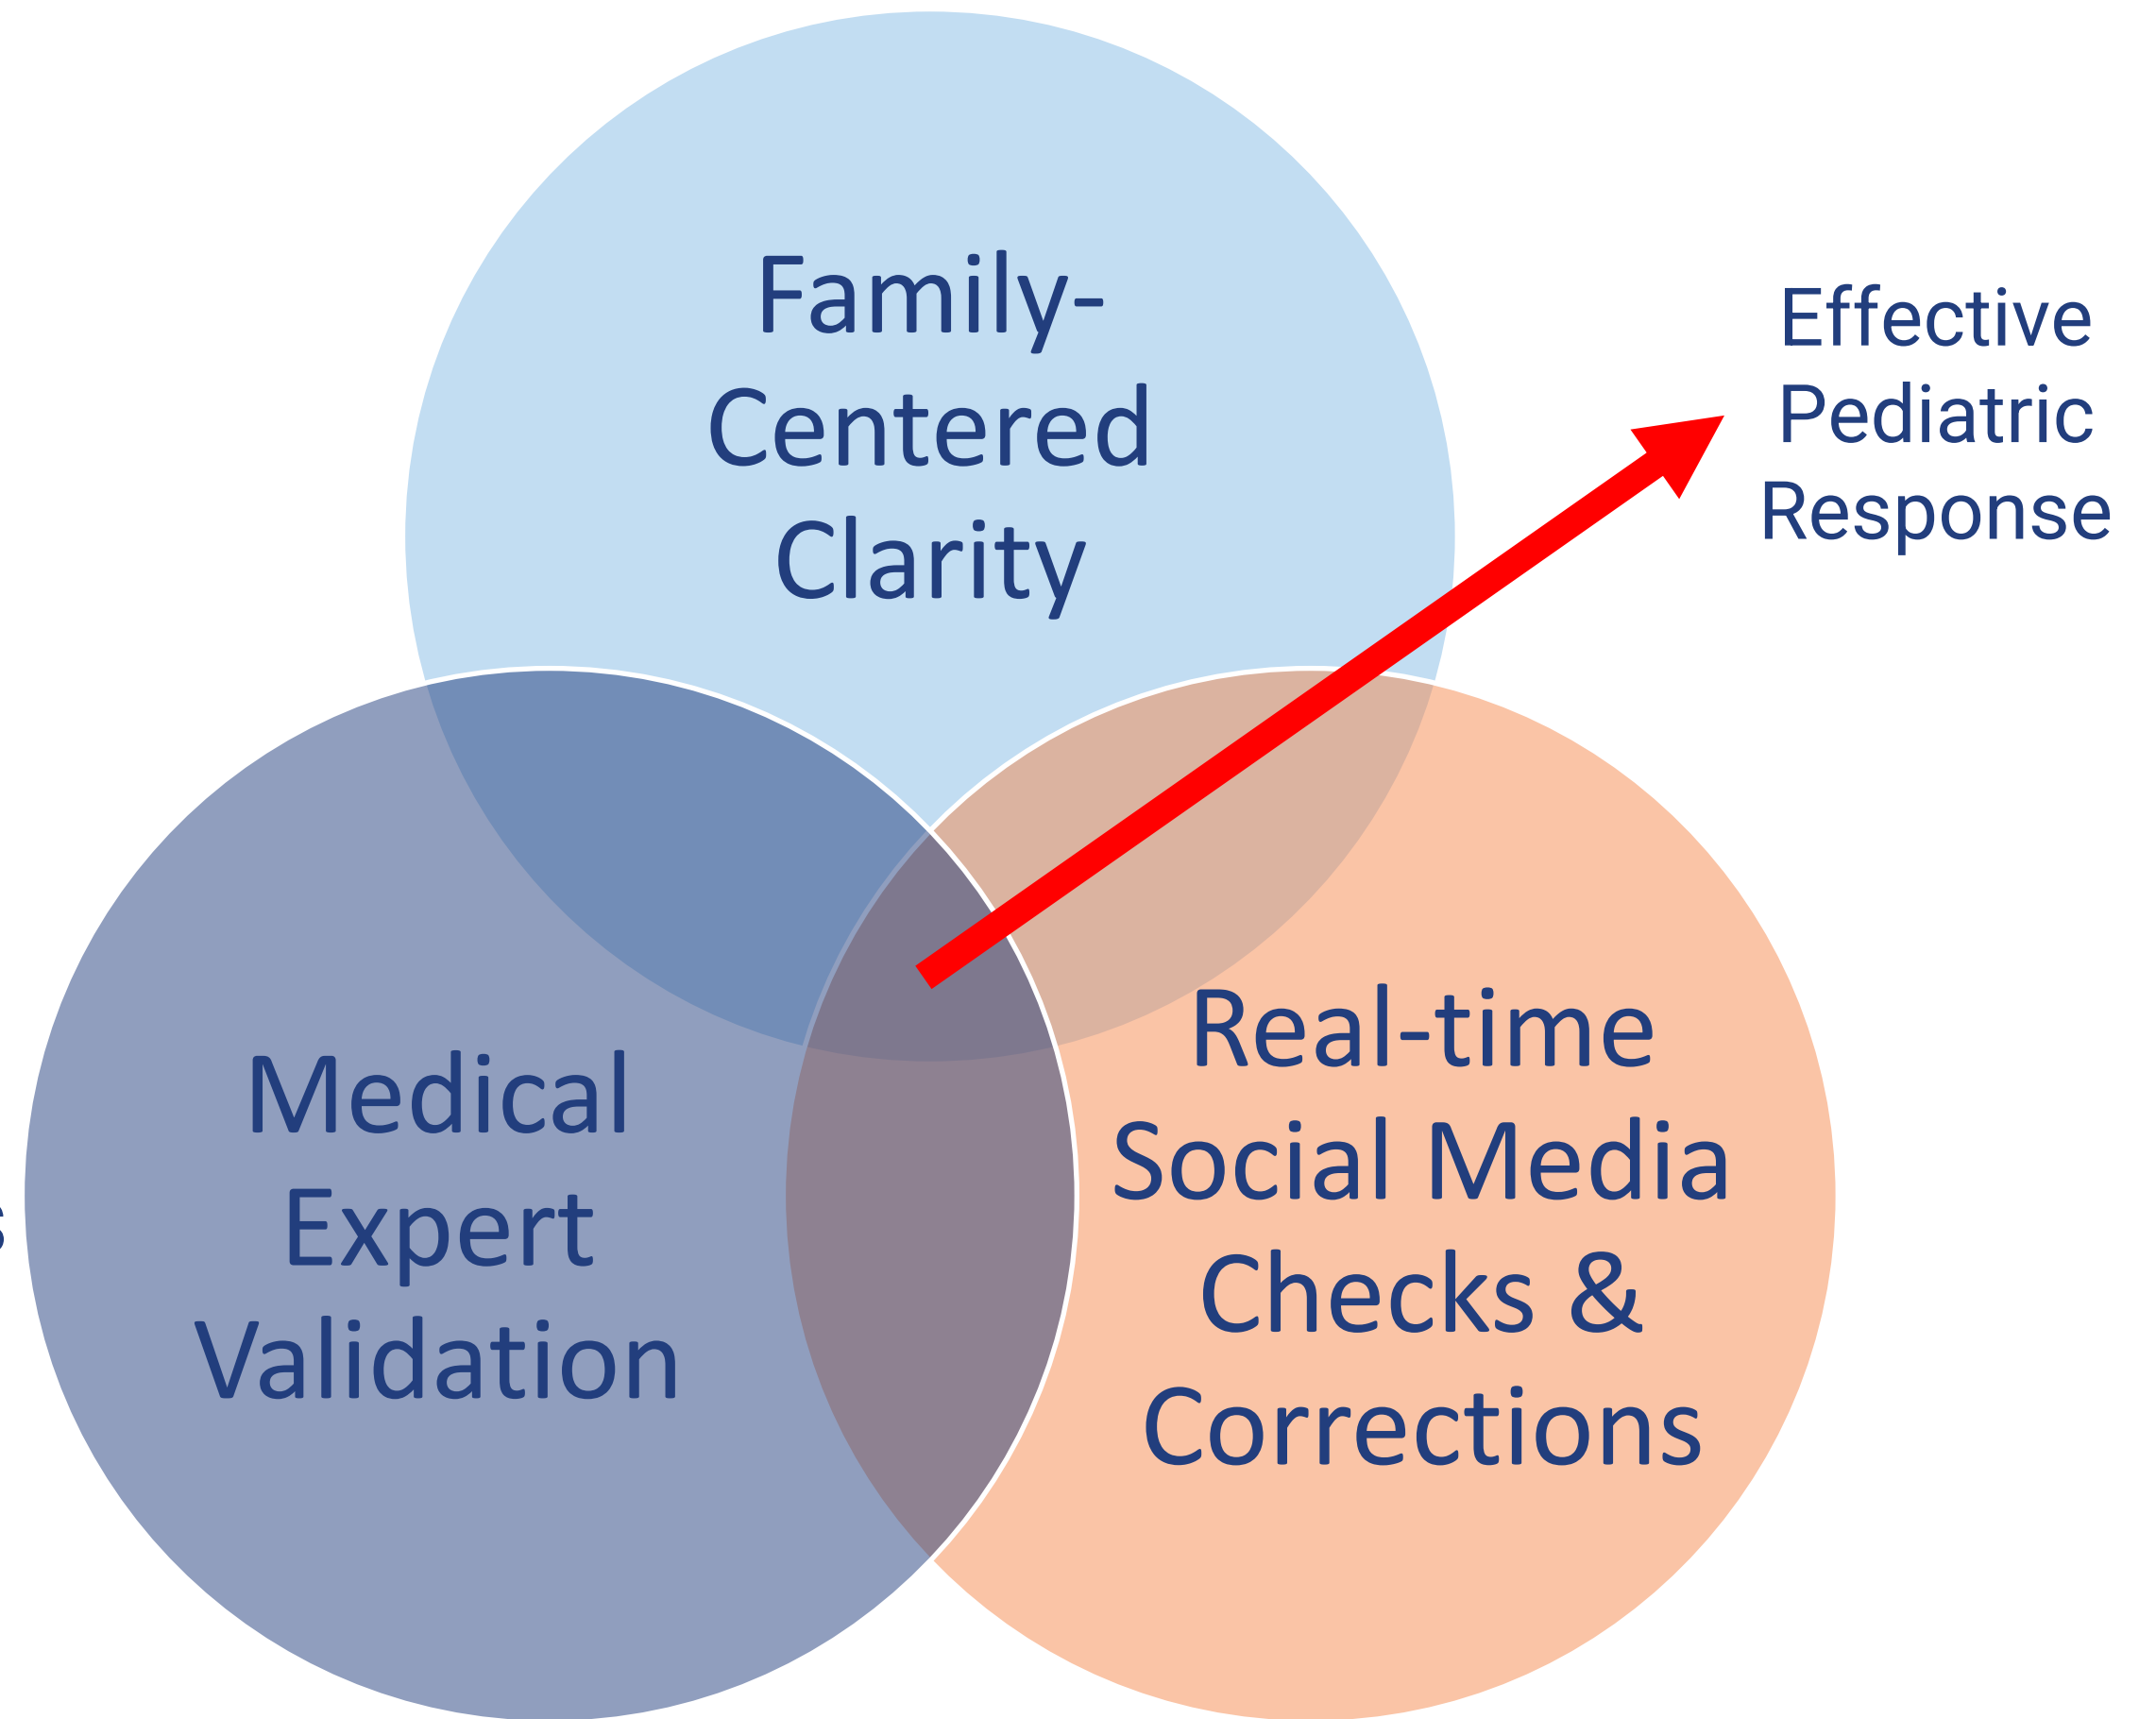 Family-
Centered
Clarity
Effective
Pediatric
Response
Medical
Expert
Validation
Real-time
Social Media
Checks &
Corrections